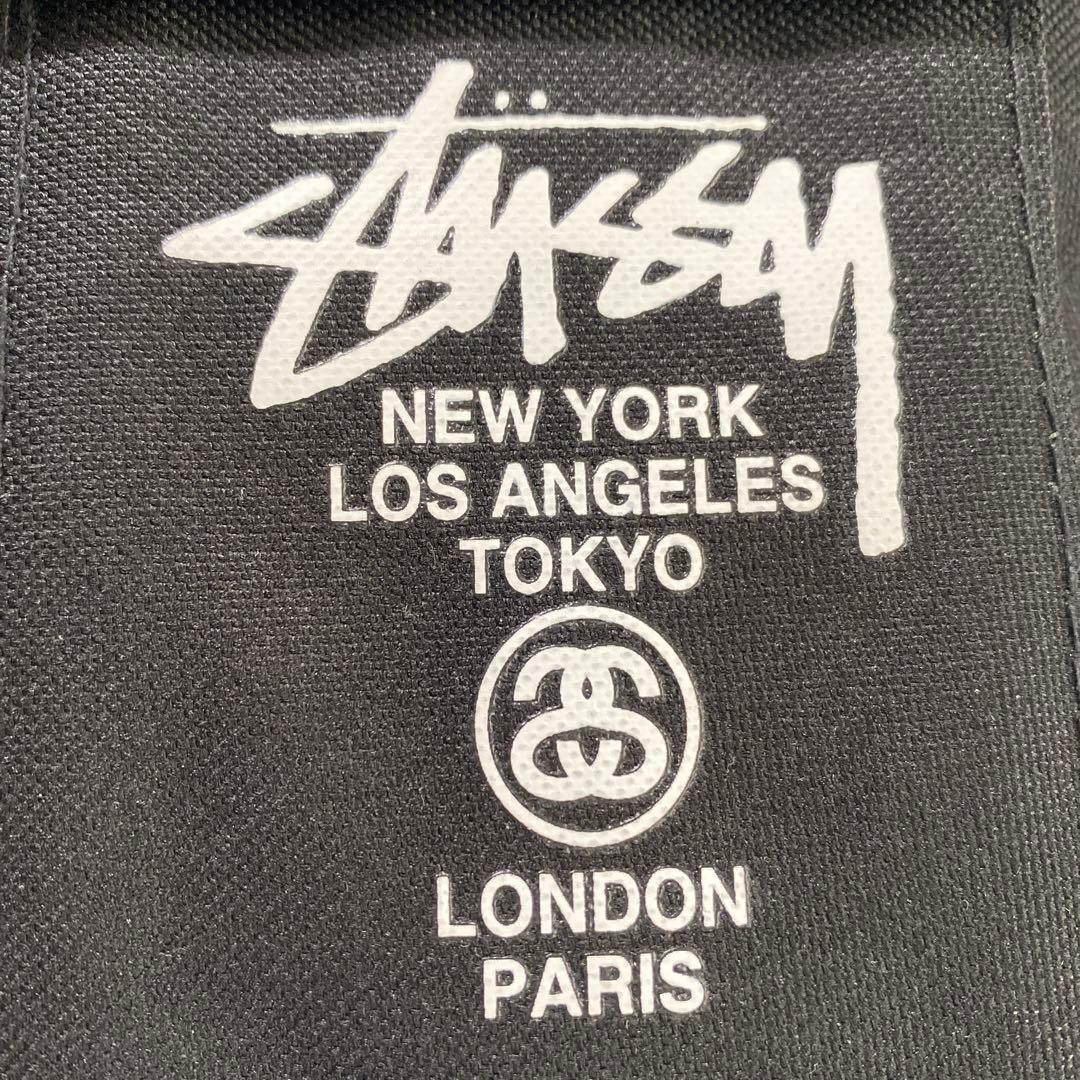 Stüssy
NEW YORK
LOS ANGELES
TOKYO
LONDON
PARIS